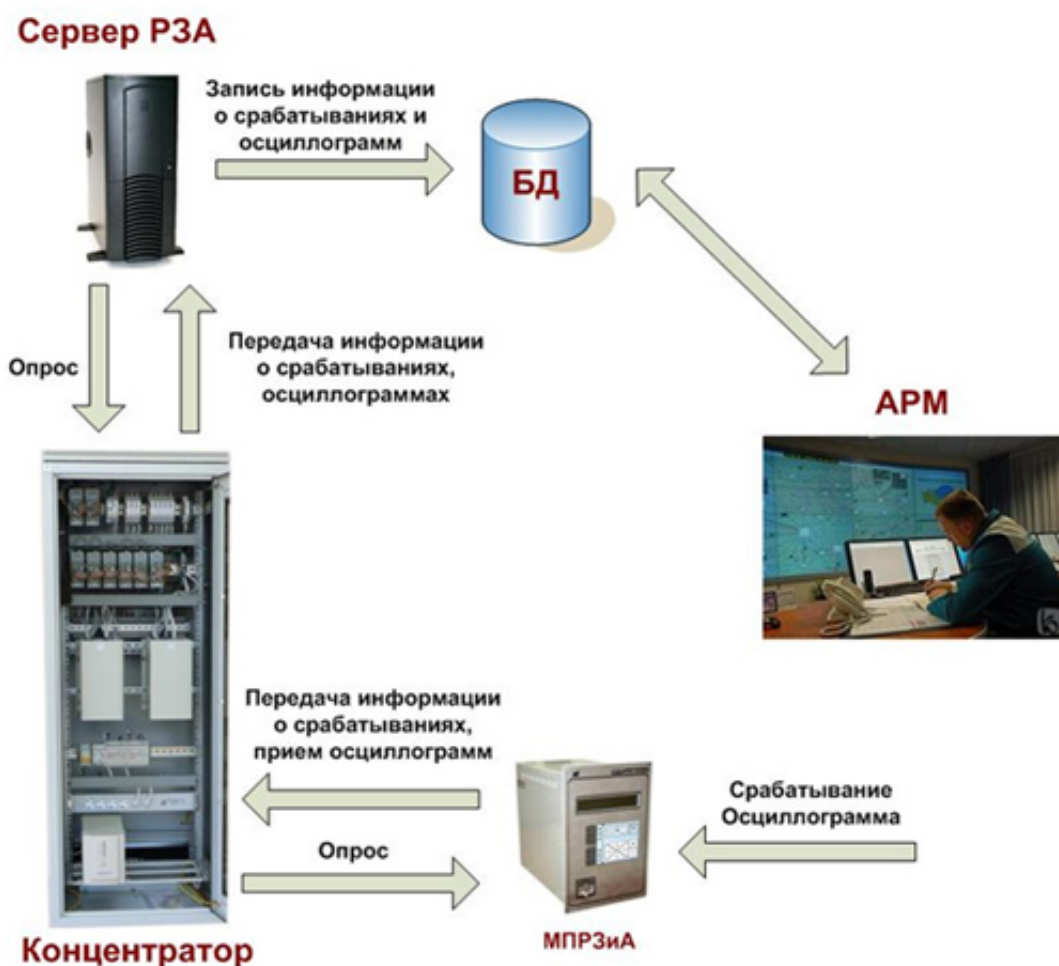 Сервер РЗА
Запись информации
о срабатываниях и
осциллограмм
БД
Опрос
Передача информации
о срабатываниях,
осциллограммах
АРМ
Передача информации
о срабатываниях,
прием осциллограмм
Срабатывание
Осциллограмма
Опрос
МПРЗиА
Концентратор